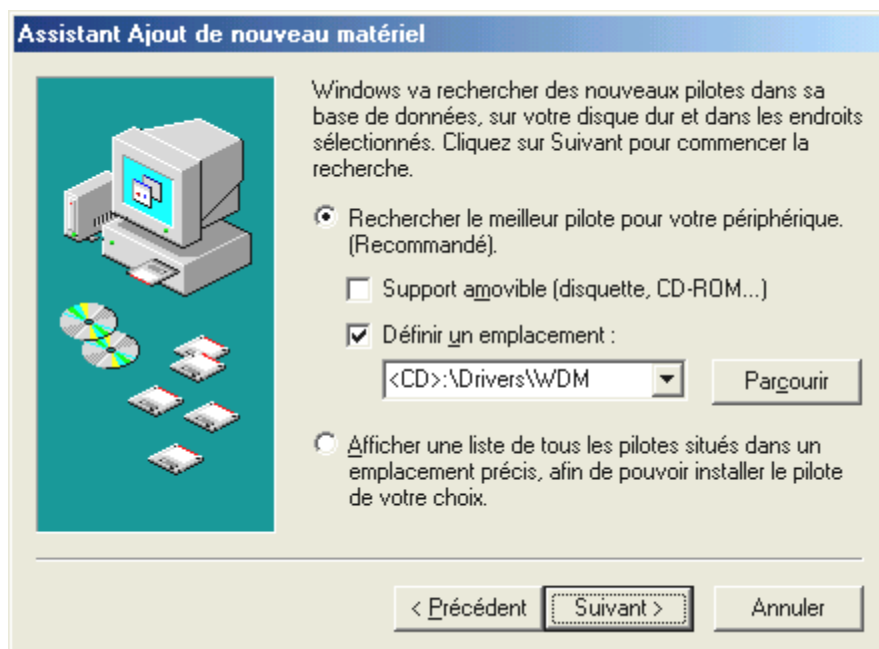 Assistant Ajout de nouveau matériel
Windows va rechercher des nouveaux pilotes dans sa
base de données, sur votre disque dur et dans les endroits
sélectionnés. Cliquez sur Suivant pour commencer la
recherche.
Rechercher le meilleur pilote pour votre périphérique.
(Recommandé).
Support amovible (disquette, CD-ROM...)
Définir un emplacement :
<CD>:\Drivers\WDM
Parcourir
Afficher une liste de tous les pilotes situés dans un
emplacement précis, afin de pouvoir installer le pilote
de votre choix.
< Précédent
Suivant >
Annuler